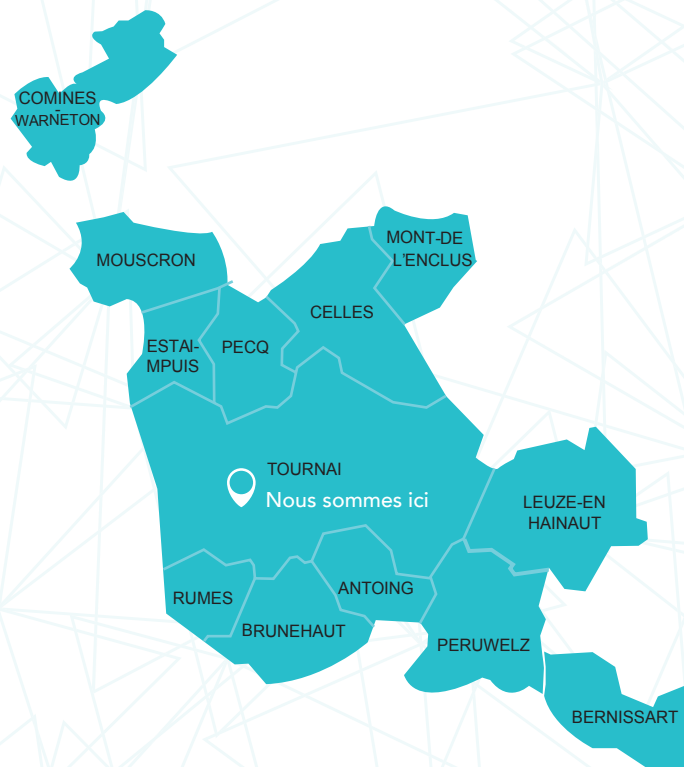 COMINES
-
WARNETON
MOUSCRON
MONT-DE
L'ENCLUS
CELLES
ESTAI-
MPUIS
PECQ
TOURNAI
Nous sommes ici
LEUZE-EN
HAINAUT
RUMES
ANTOING
BRUNEHAUT
PERUWELZ
BERNISSART